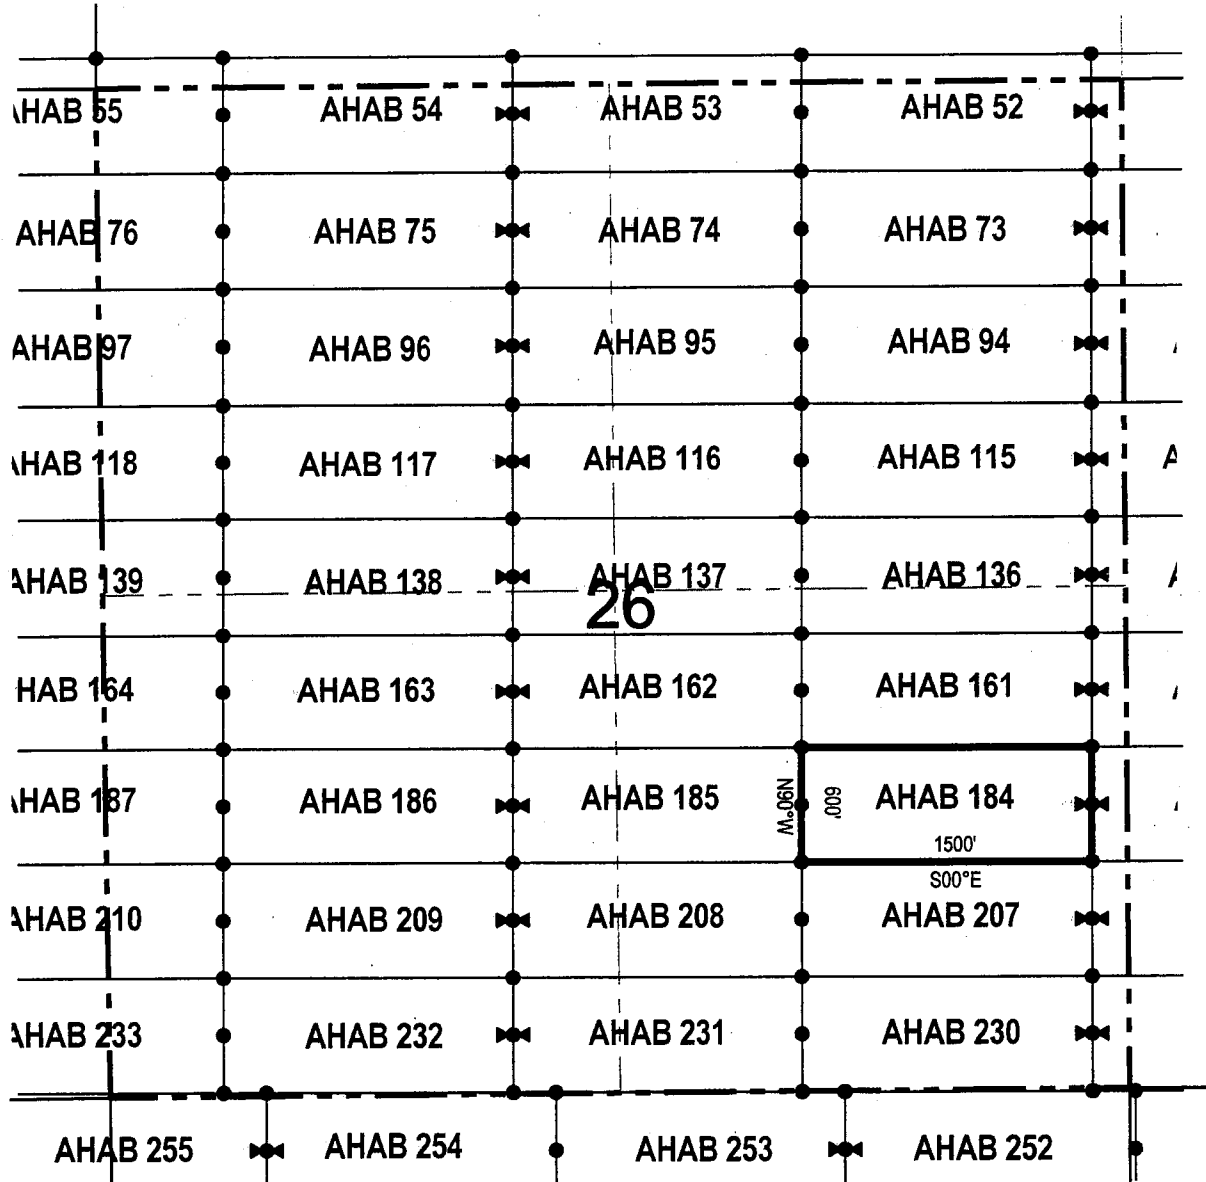 AHAB 55 AHAB 54 AHAB 53 AHAB 52
AHAB 76 AHAB 75 AHAB 74 AHAB 73
AHAB 97 AHAB 96 AHAB 95 AHAB 94
AHAB 118 AHAB 117 AHAB 116 AHAB 115 A
AHAB 139 AHAB 138 AHAB 137 AHAB 136
26
HAB 164 AHAB 163 AHAB 162 AHAB 161
AHAB 187 AHAB 186 AHAB 185 N90°W 600' AHAB 184
1500'
S00°E
AHAB 210 AHAB 209 AHAB 208 AHAB 207
AHAB 233 AHAB 232 AHAB 231 AHAB 230
AHAB 255 AHAB 254 AHAB 253 AHAB 252